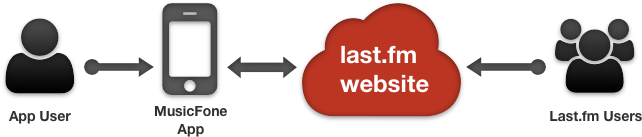 last.fm
website
App User
MusicFone
App
Last.fm Users